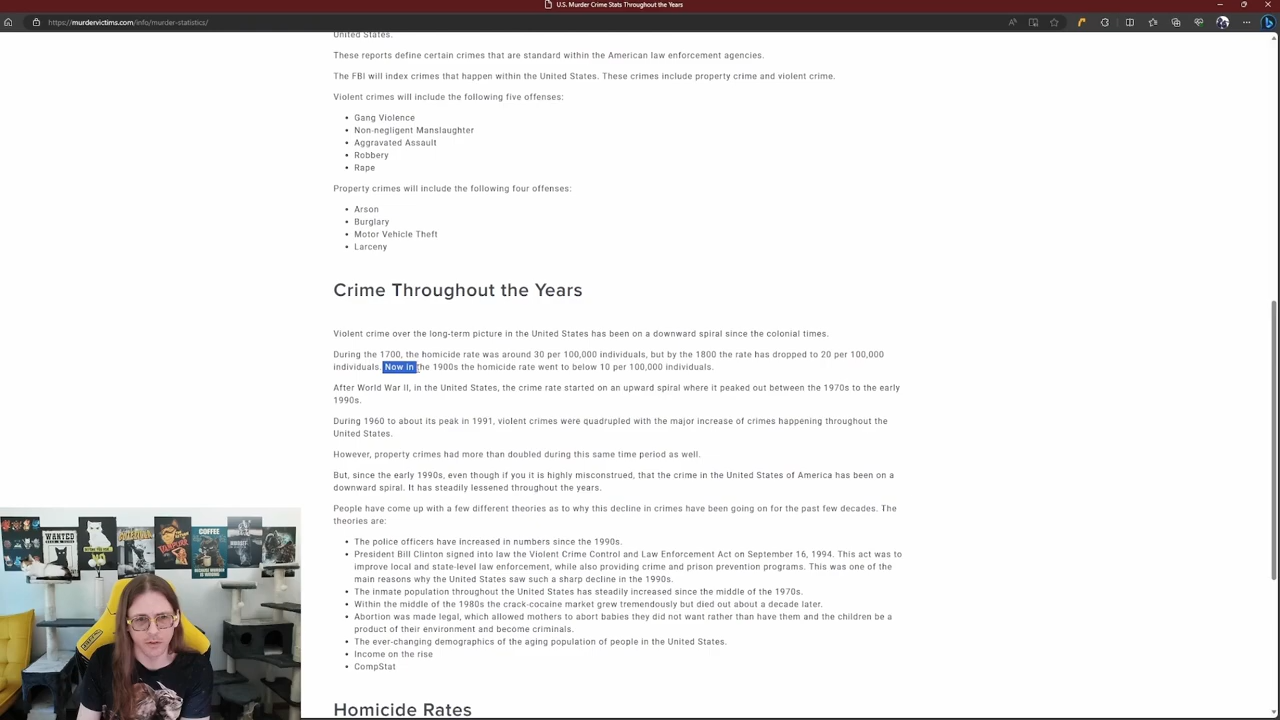 U.S. Murder Crime Stats Throughout the Years
https://murdervictims.com/info/murder-statistics/
United States.
These reports define certain crimes that are standard within the American law enforcement agencies.
The FBI will index crimes that happen within the United States. These crimes include property crime and violent crime.
Violent crimes will include the following five offenses:
• Gang Violence
• Non-negligent Manslaughter
• Aggravated Assault
• Robbery
• Rape
Property crimes will include the following four offenses:
• Arson
• Burglary
• Motor Vehicle Theft
• Larceny
Crime Throughout the Years
Violent crime over the long-term picture in the United States has been on a downward spiral since the colonial times.
During the 1700, the homicide rate was around 30 per 100,000 individuals, but by the 1800 the rate has dropped to 20 per 100,000
individuals. Now in the 1900s the homicide rate went to below 10 per 100,000 individuals.
After World War II, in the United States, the crime rate started on an upward spiral where it peaked out between the 1970s to the early
1990s.
During 1960 to about its peak in 1991, violent crimes were quadrupled with the major increase of crimes happening throughout the
United States.
However, property crimes had more than doubled during this same time period as well.
But, since the early 1990s, even though if you it is highly misconstrued, that the crime in the United States of America has been on a
downward spiral. It has steadily lessened throughout the years.
People have come up with a few different theories as to why this decline in crimes have been going on for the past few decades. The
theories are:
• The police officers have increased in numbers since the 1990s.
• President Bill Clinton signed into law the Violent Crime Control and Law Enforcement Act on September 16, 1994. This act was to
improve local and state-level law enforcement, while also providing crime and prison prevention programs. This was one of the
main reasons why the United States saw such a sharp decline in the 1990s.
• The inmate population throughout the United States has steadily increased since the middle of the 1970s.
• Within the middle of the 1980s the crack-cocaine market grew tremendously but died out about a decade later.
• Abortion was made legal, which allowed mothers to abort babies they did not want rather than have them and the children be a
product of their environment and become criminals.
• The ever-changing demographics of the aging population of people in the United States.
• Income on the rise
• CompStat
Homicide Rates
WANTED
COFFEE